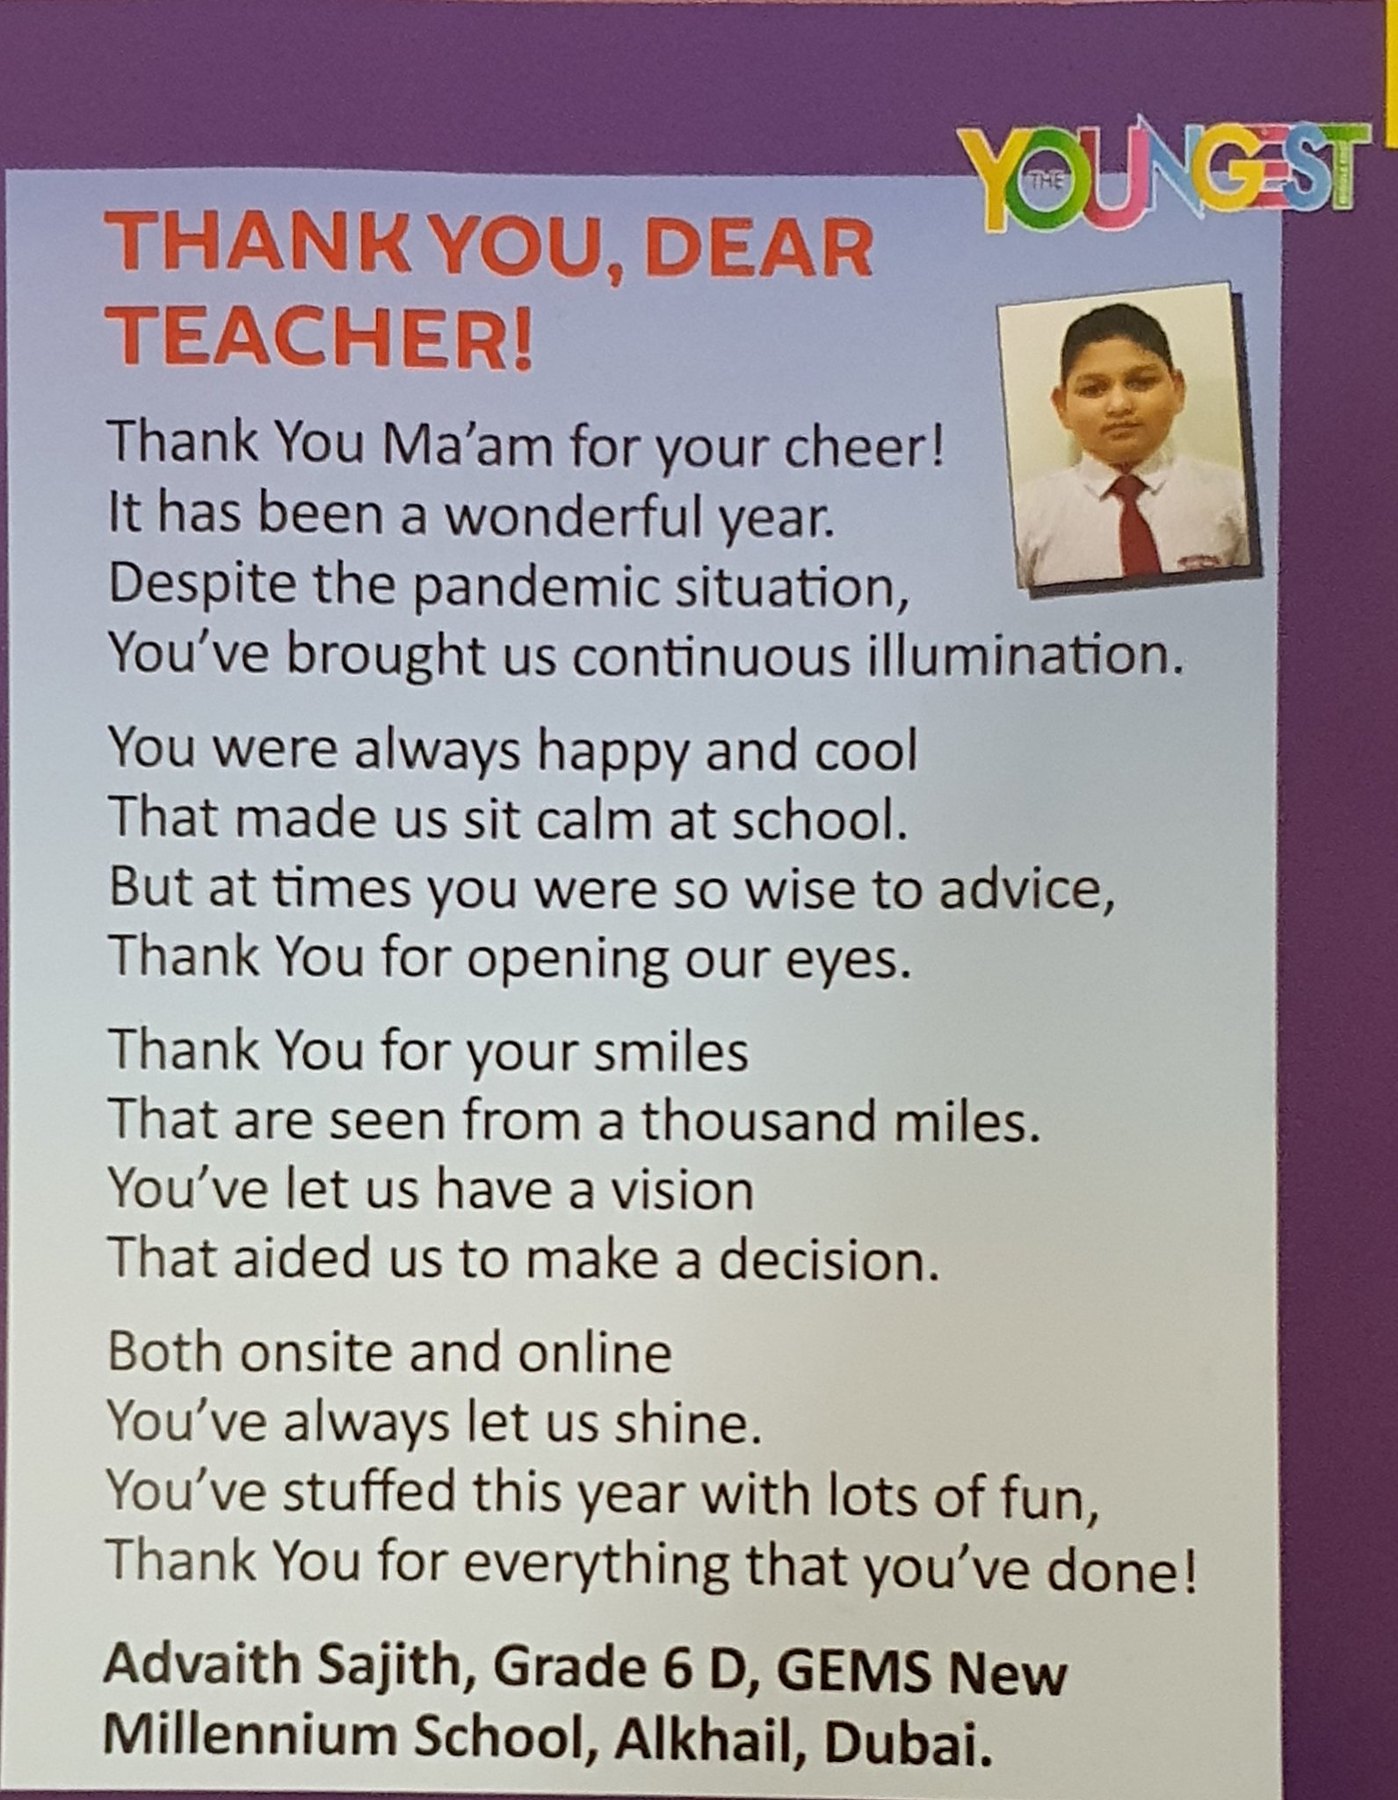 THE YOUNGEST
THANK YOU, DEAR
TEACHER!
Thank You Ma’am for your cheer!
It has been a wonderful year.
Despite the pandemic situation,
You’ve brought us continuous illumination.
You were always happy and cool
That made us sit calm at school.
But at times you were so wise to advice,
Thank You for opening our eyes.
Thank You for your smiles
That are seen from a thousand miles.
You’ve let us have a vision
That aided us to make a decision.
Both onsite and online
You’ve always let us shine.
You’ve stuffed this year with lots of fun,
Thank You for everything that you’ve done!
Advaith Sajith, Grade 6 D, GEMS New
Millennium School, Alkhail, Dubai.